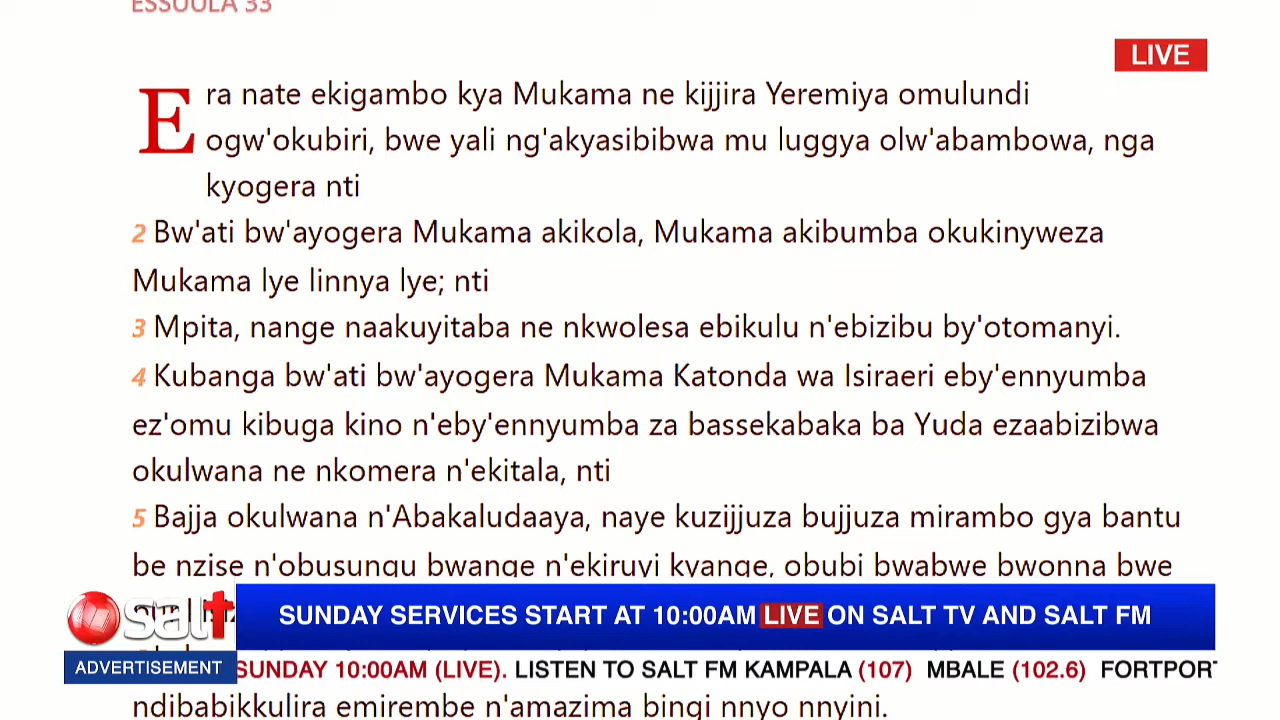 ESSUULA 33
LIVE
Era nate ekigambo kya Mukama ne kijjira Yeremiya omulundi
ogw'okubiri, bwe yali ng'akyasibibwa mu luggya olw'abambowa, nga
kyogera nti
2 Bw'ati bw'ayogera Mukama akikola, Mukama akibumba okukinyweza
Mukama lye linnya lye; nti
3 Mpita, nange naakuyitaba ne nkwolesa ebikulu n'ebizibu by'otomanyi.
4 Kubanga bw'ati bw'ayogera Mukama Katonda wa Isiraeri eby'ennyumba
ez'omu kibuga kino n'eby'ennyumba za bassekabaka ba Yuda ezaabizibwa
okulwana ne nkomera n'ekitala, nti
5 Bajja okulwana n'Abakaludaaya, naye kuzijjuza bujjuza mirambo gya bantu
be nzise n'obusungu bwange n'ekiruyi kyange, obubi bwabwe bwonna bwe
salt
SUNDAY SERVICES START AT 10:00AM LIVE ON SALT TV AND SALT FM
ADVERTISEMENT
SUNDAY 10:00AM (LIVE). LISTEN TO SALT FM KAMPALA (107) MBALE (102.6) FORTPORT
ndibabikkulira emirembe n'amazima bingi nnyo nnyini.